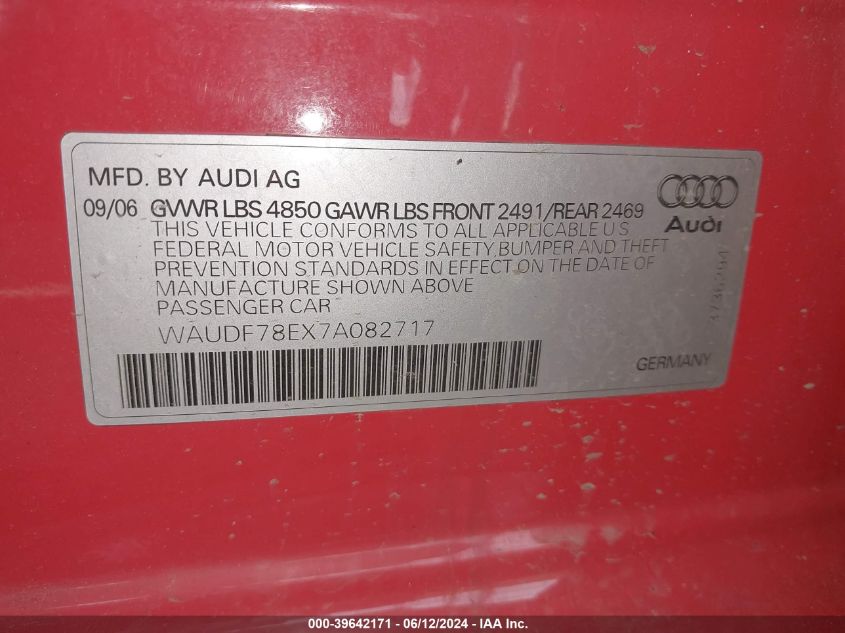 MFD. BY AUDI AG
09/06 GVWR LBS 4850 GAWR LBS FRONT 2491/REAR 2469
THIS VEHICLE CONFORMS TO ALL APPLICABLE U S
FEDERAL MOTOR VEHICLE SAFETY, BUMPER AND THEFT
PREVENTION STANDARDS IN EFFECT ON THE DATE OF
MANUFACTURE SHOWN ABOVE
PASSENGER CAR
WAUDF78EX7A082717
Audi
3736294
GERMANY
000-39642171 - 06/12/2024 - IAA Inc.